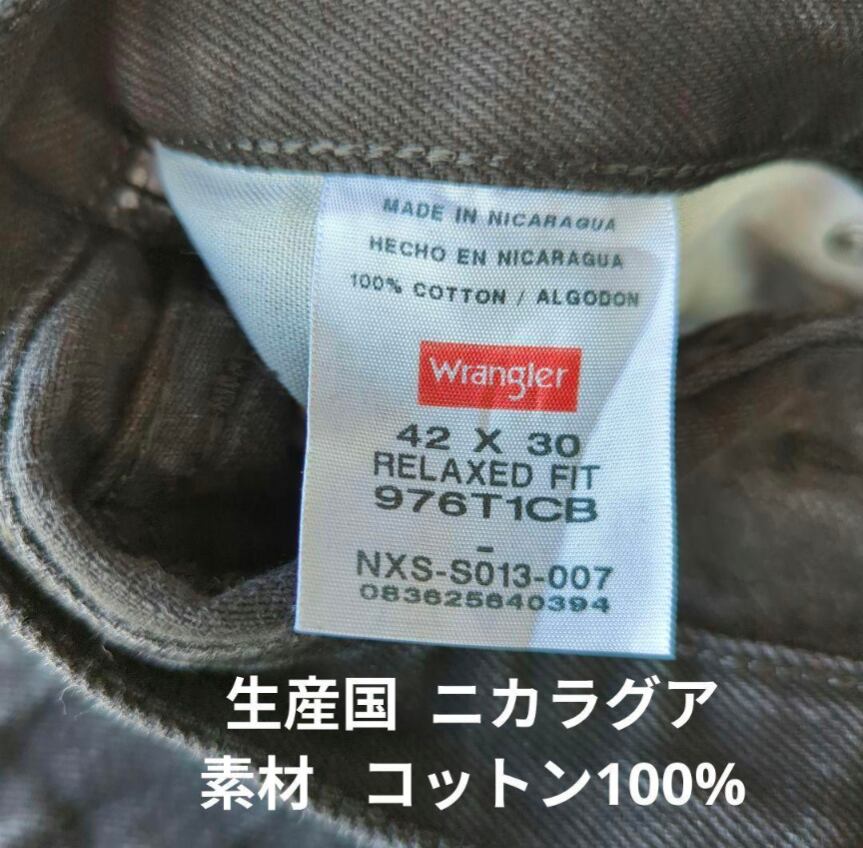 MADE IN NICARAGUA
HECHO EN NICARAGUA
100% COTTON / ALGODON
Wrangler
42 X 30
RELAXED FIT
976T1CB
-
NXS-S013-007
083625640394
生産国 ニカラグア
素材 コットン100%